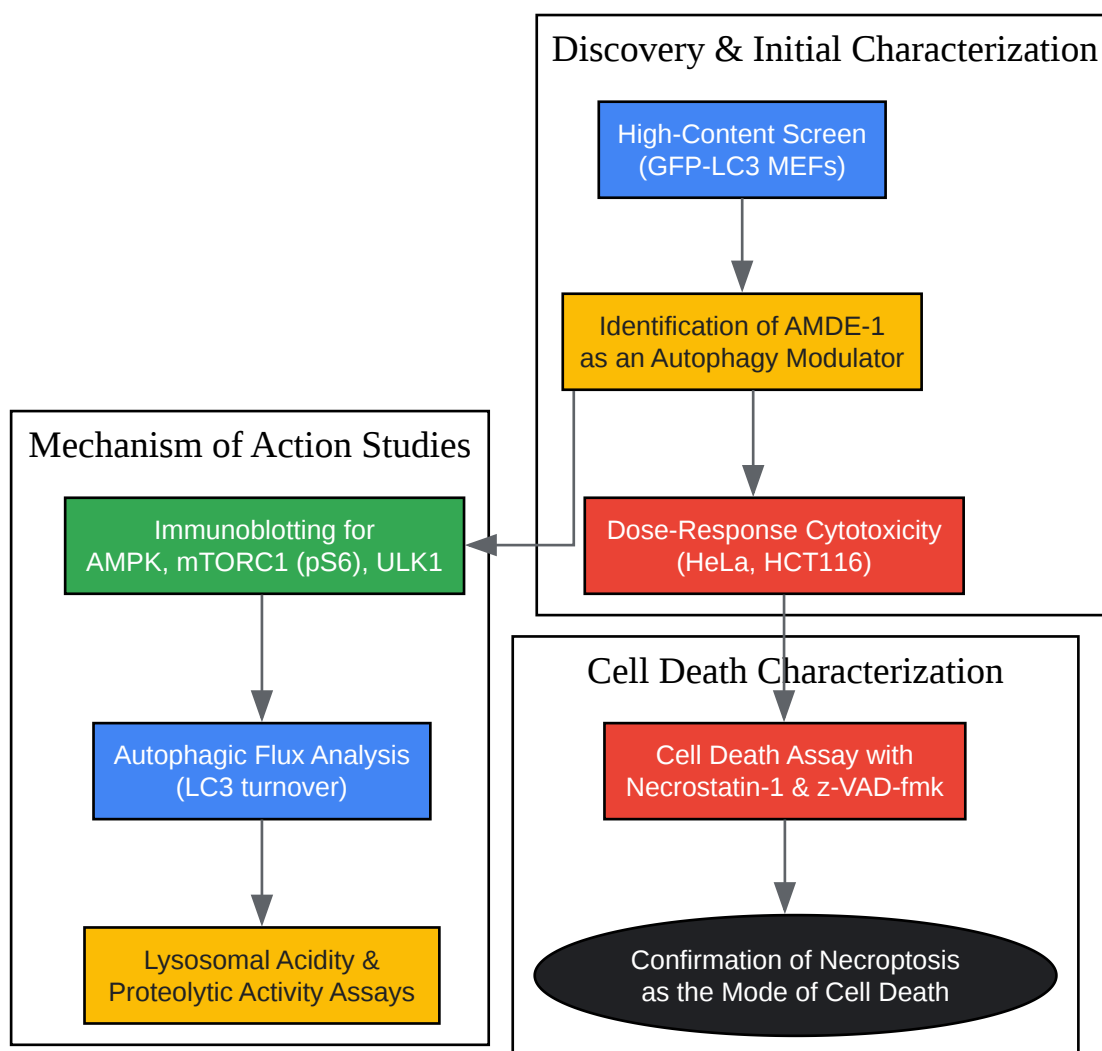 Discovery & Initial Characterization
High-Content Screen
(GFP-LC3 MEFs)
Identification of AMDE-1
as an Autophagy Modulator
Dose-Response Cytotoxicity
(HeLa, HCT116)
Mechanism of Action Studies
Immunoblotting for
AMPK, mTORC1 (pS6), ULK1
Autophagic Flux Analysis
(LC3 turnover)
Lysosomal Acidity &
Proteolytic Activity Assays
Cell Death Characterization
Cell Death Assay with
Necrostatin-1 & z-VAD-fmk
Confirmation of Necroptosis
as the Mode of Cell Death